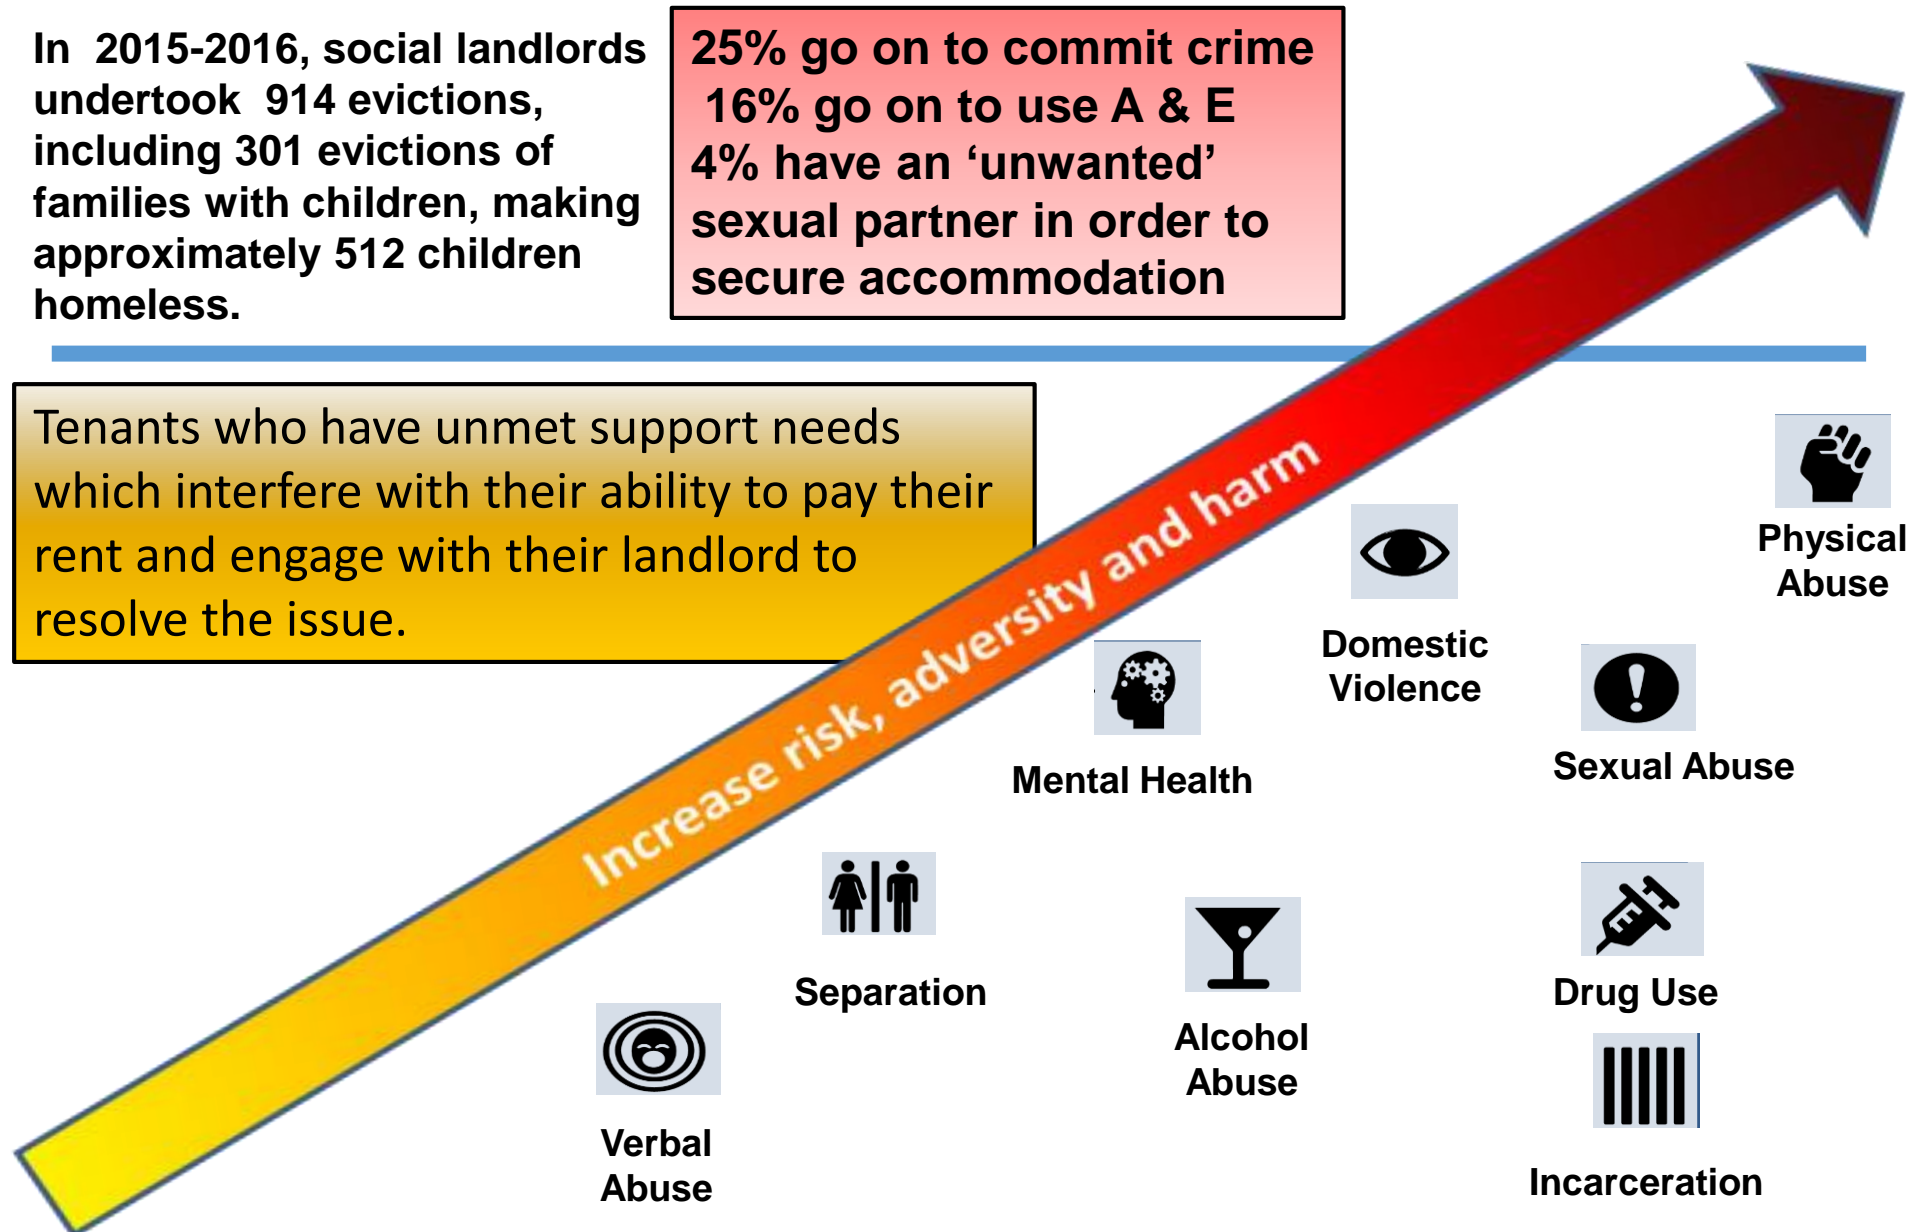 In 2015-2016, social landlords
undertook 914 evictions,
including 301 evictions of
families with children, making
approximately 512 children
homeless.
25% go on to commit crime
16% go on to use A & E
4% have an ‘unwanted’
sexual partner in order to
secure accommodation
Tenants who have unmet support needs
which interfere with their ability to pay their
rent and engage with their landlord to
resolve the issue.
Increase risk, adversity and harm
Physical
Abuse
Domestic
Violence
Sexual Abuse
Mental Health
Separation
Alcohol
Abuse
Drug Use
Verbal
Abuse
Incarceration